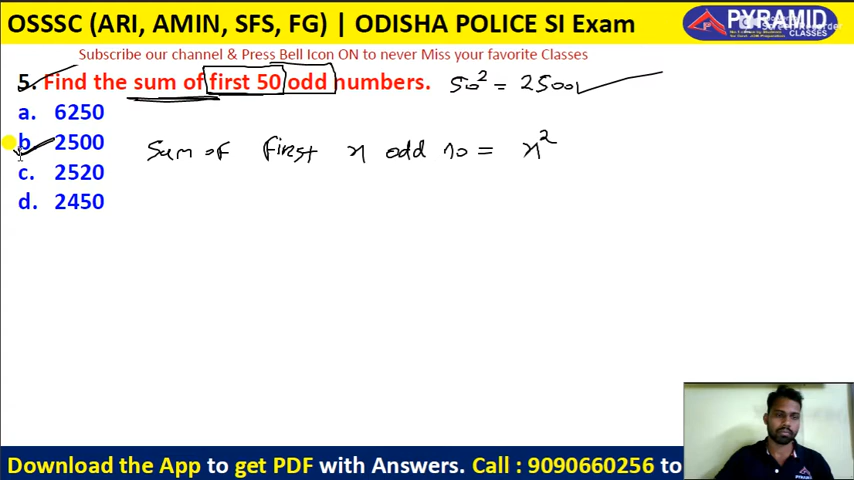 OSSSC (ARI, AMIN, SFS, FG) | ODISHA POLICE SI Exam
PYRAMID
CLASSES
Subscribe our channel & Press Bell Icon ON to never Miss your favorite Classes
5. Find the sum of first 50 odd numbers. 50² = 2500
a. 6250
b. 2500
Sum of first n odd no = n²
c. 2520
d. 2450
PYRAMID
Download the App to get PDF with Answers. Call : 9090660256 to